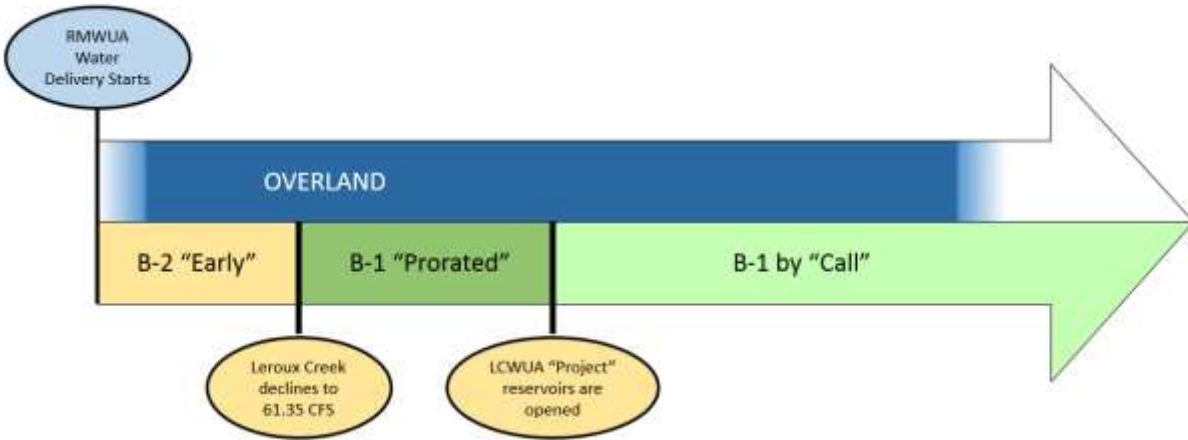 RMWUA
Water
Delivery Starts
OVERLAND
B-2 “Early”
B-1 “Prorated”
B-1 by “Call”
Leroux Creek
declines to
61.35 CFS
LCWUA “Project”
reservoirs are
opened